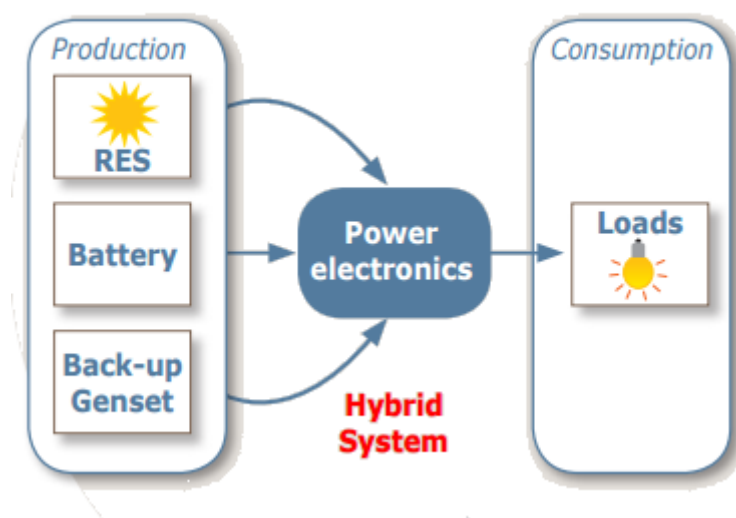 Production
RES
Battery
Back-up
Genset
Power
electronics
Hybrid
System
Consumption
Loads